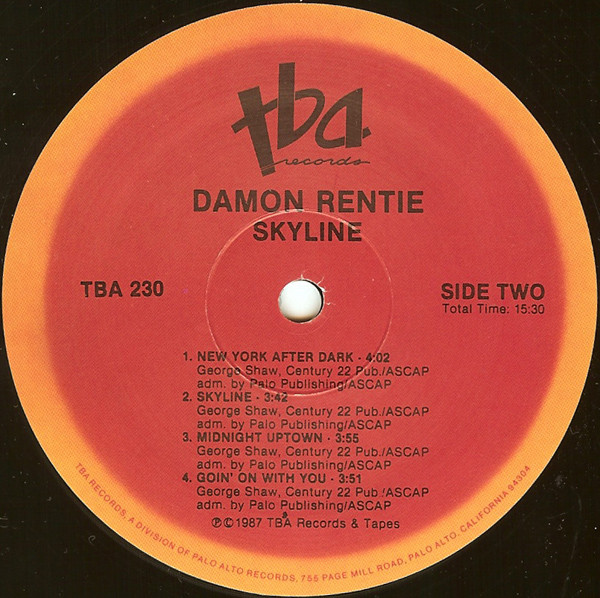 tba
records
DAMON RENTIE
SKYLINE
TBA 230
SIDE TWO
Total Time: 15:30
1. NEW YORK AFTER DARK · 4:02
George Shaw, Century 22 Pub./ASCAP
adm. by Palo Publishing/ASCAP
2. SKYLINE · 3:42
George Shaw, Century 22 Pub./ASCAP
adm. by Palo Publishing/ASCAP
3. MIDNIGHT UPTOWN · 3:55
George Shaw, Century 22 Pub./ASCAP
adm. by Palo Publishing/ASCAP
4. GOIN' ON WITH YOU · 3:51
George Shaw, Century 22 Pub./ASCAP
adm. by Palo Publishing/ASCAP
℗©1987 TBA Records & Tapes
TBA RECORDS, A DIVISION OF PALO ALTO RECORDS, 755 PAGE MILL ROAD, PALO ALTO, CALIFORNIA 94304